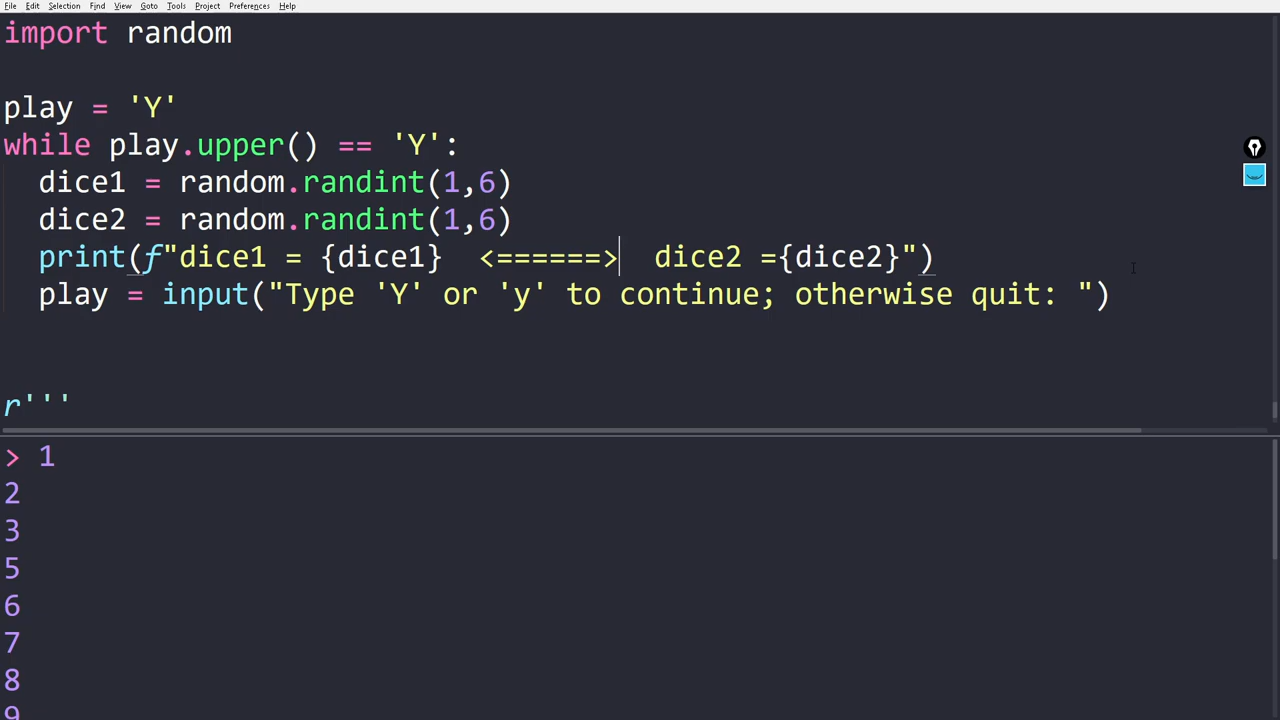 File Edit Selection Find View Goto Tools Project Preferences Help
import random
play = 'Y'
while play.upper() == 'Y':
dice1 = random.randint(1,6)
dice2 = random.randint(1,6)
print(f"dice1 = {dice1}  <======>  dice2 ={dice2}")
play = input("Type 'Y' or 'y' to continue; otherwise quit: ")
r'''
> 1
2
3
5
6
7
8
9